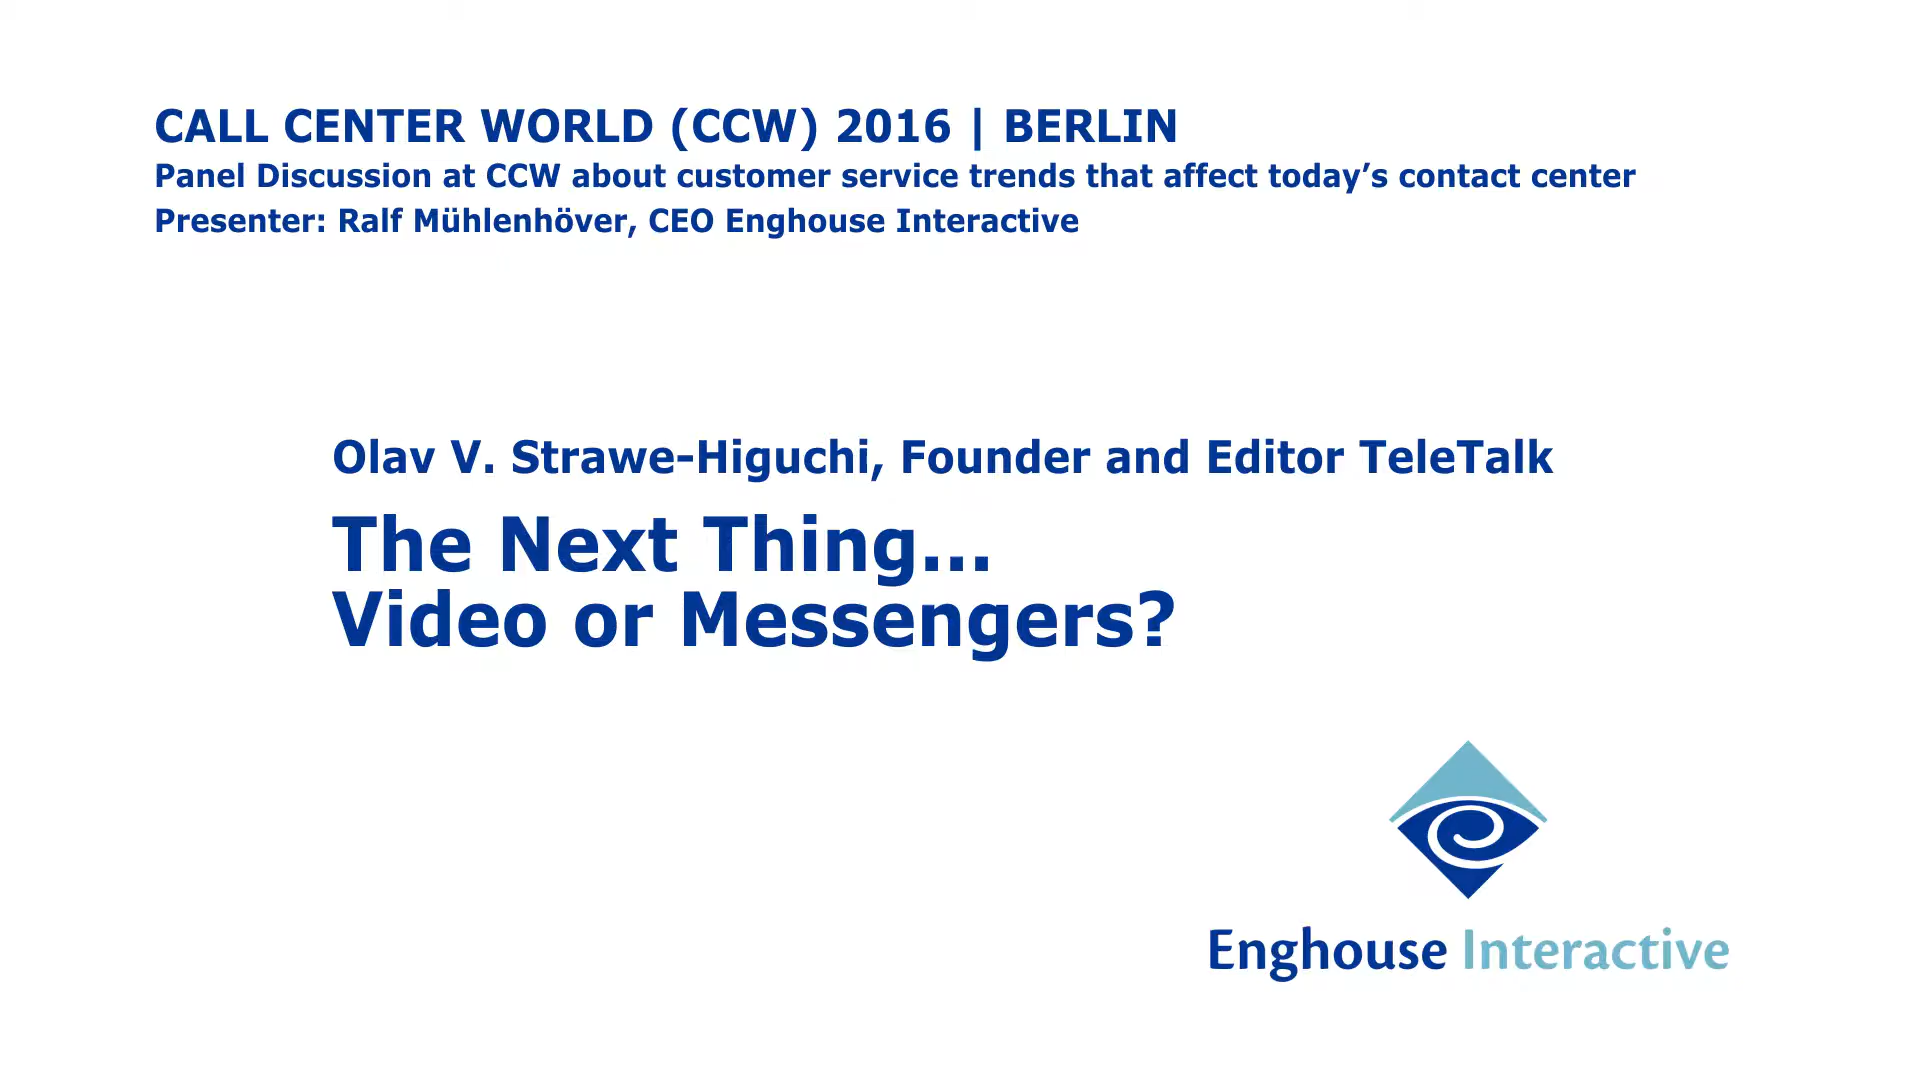 CALL CENTER WORLD (CCW) 2016 | BERLIN
Panel Discussion at CCW about customer service trends that affect today’s contact center
Presenter: Ralf Mühlenhöver, CEO Enghouse Interactive
Olav V. Strawe-Higuchi, Founder and Editor TeleTalk
The Next Thing...
Video or Messengers?
Enghouse Interactive